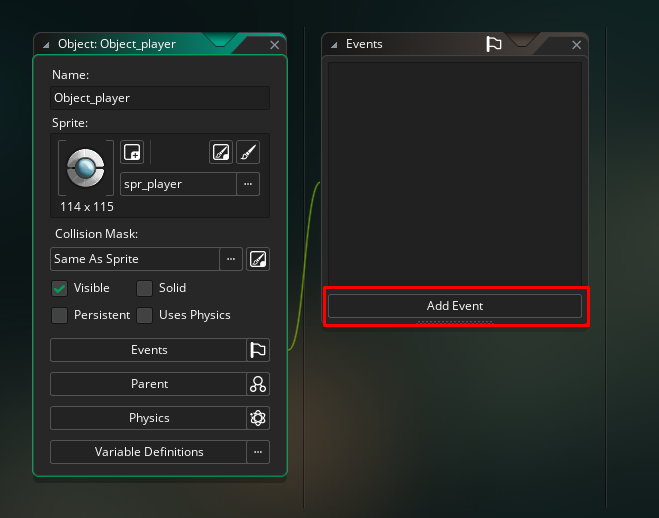 Object: Object_player
Name:
Object_player
Sprite:
spr_player
114 x 115
Collision Mask:
Same As Sprite
Visible
Solid
Persistent
Uses Physics
Events
Parent
Physics
Variable Definitions
Events
Add Event